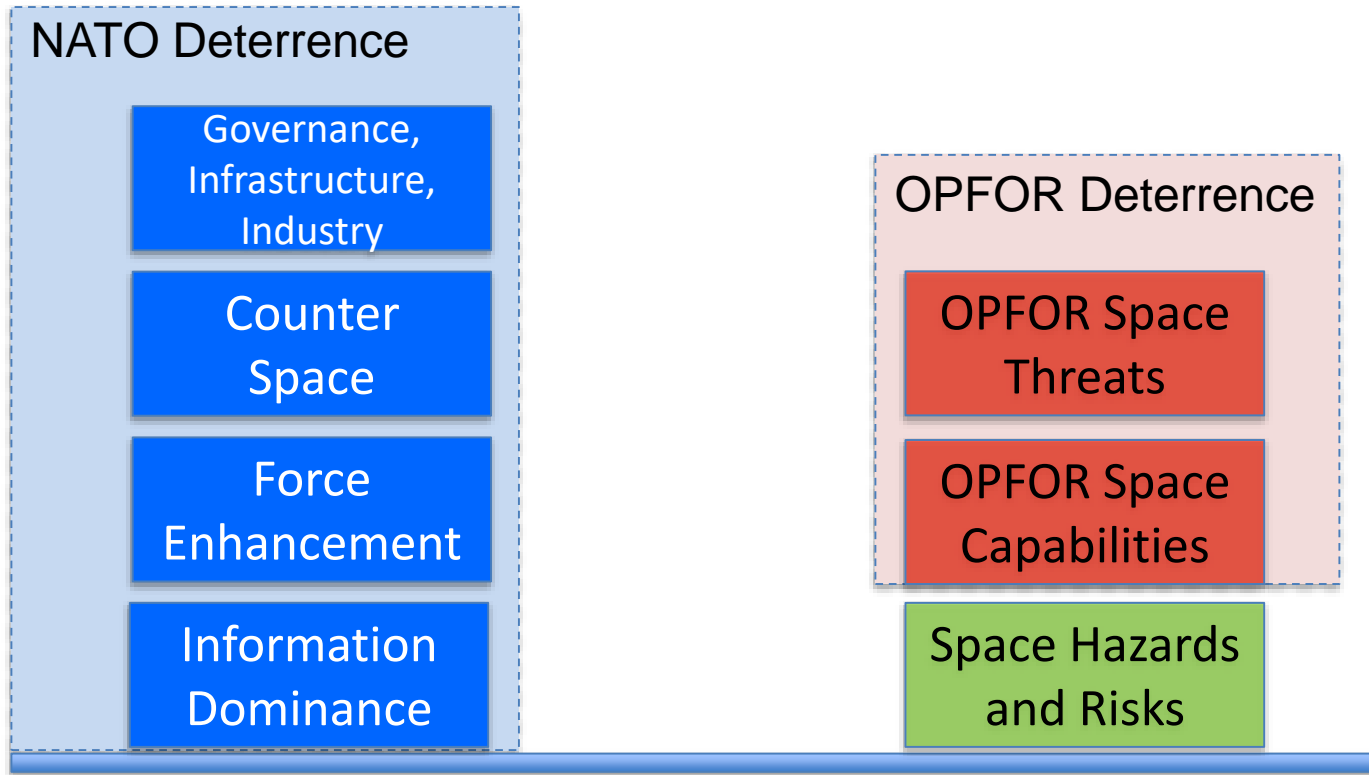 NATO Deterrence
Governance,
Infrastructure,
Industry
Counter
Space
Force
Enhancement
Information
Dominance
OPFOR Deterrence
OPFOR Space
Threats
OPFOR Space
Capabilities
Space Hazards
and Risks